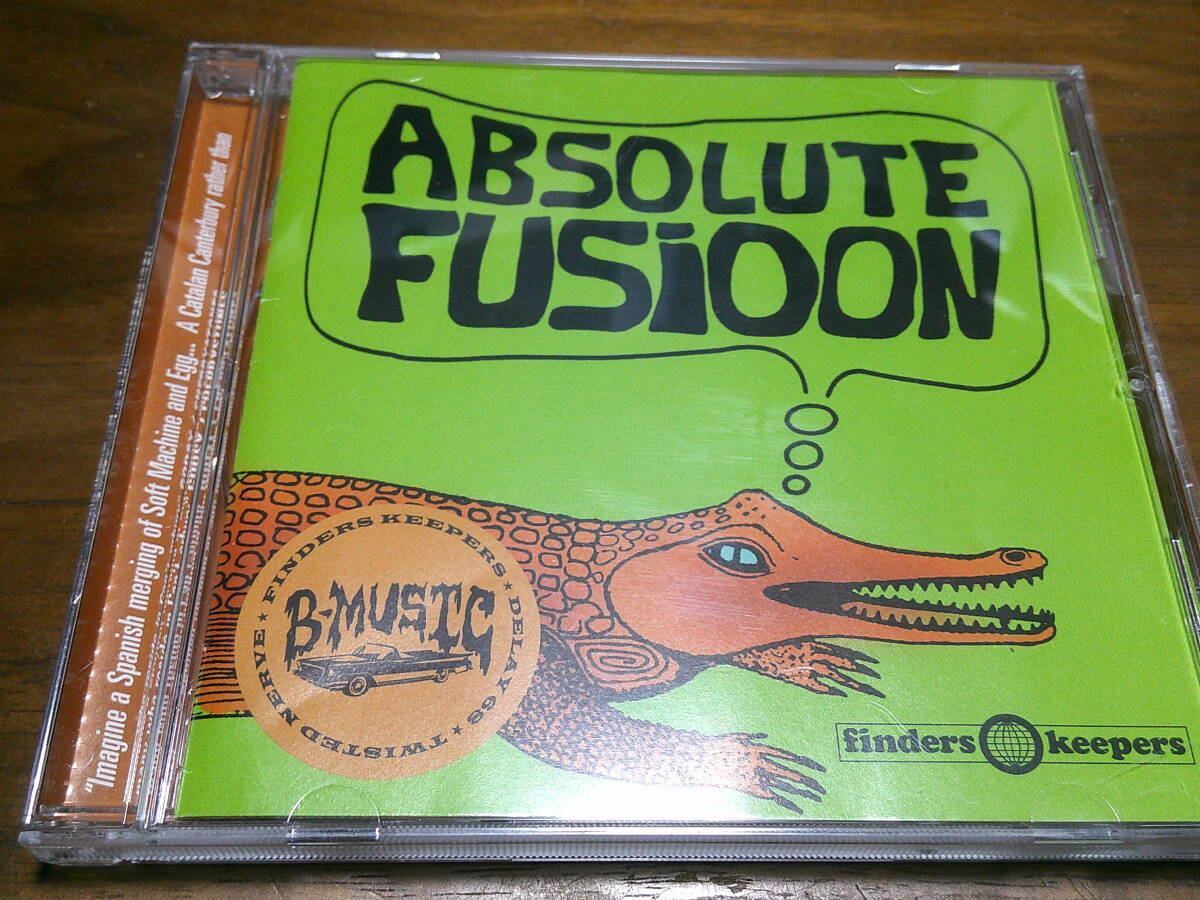 ABSOLUTE
FUSiOON
FINDERS KEEPERS ★ DELAY 68 ★ TWISTED NERVE ★
B-MUSIC
finders keepers
"Imagine a Spanish merging of Soft Machine and Egg... A Catalan Canterbury rather than